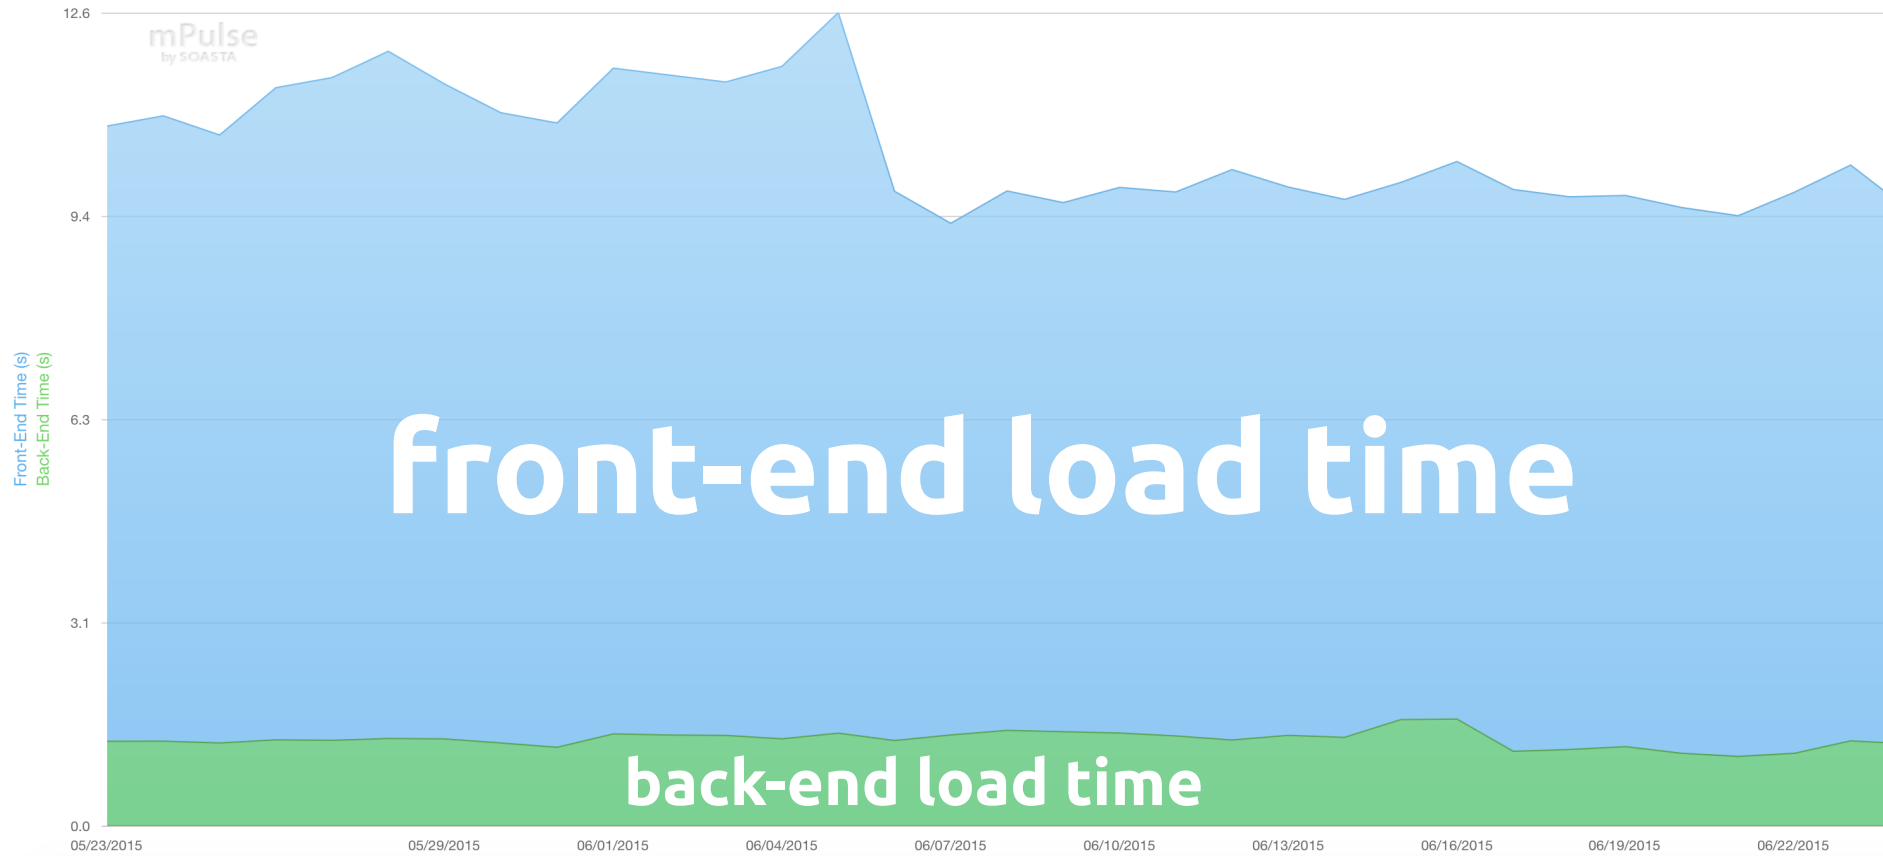 12.6
mPulse
by SOASTA
9.4
6.3
3.1
0.0
Front-End Time (s)
Back-End Time (s)
front-end load time
back-end load time
05/23/2015 05/29/2015 06/01/2015 06/04/2015 06/07/2015 06/10/2015 06/13/2015 06/16/2015 06/19/2015 06/22/2015